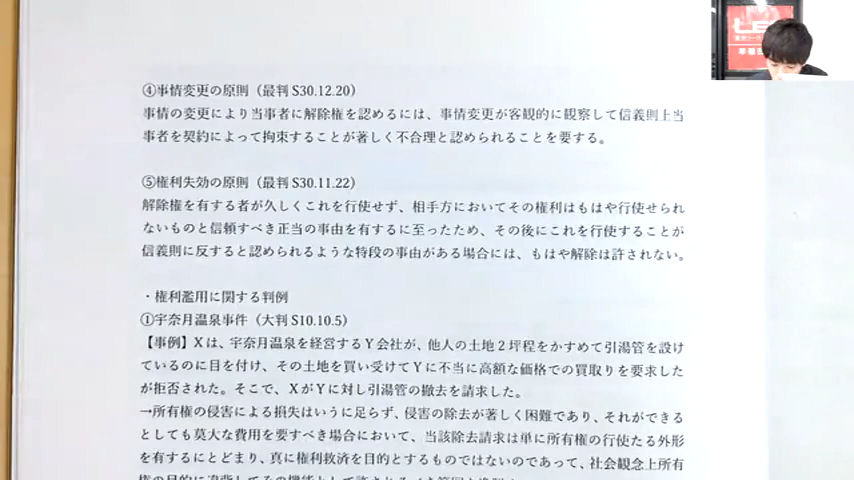 ④事情変更の原則（最判 S30.12.20）
事情の変更により当事者に解除権を認めるには、事情変更が客観的に観察して信義則上当
事者を契約によって拘束することが著しく不合理と認められることを要する。
⑤権利失効の原則（最判 S30.11.22）
解除権を有する者が久しくこれを行使せず、相手方においてその権利はもはや行使せられ
ないものと信頼すべき正当の事由を有するに至ったため、その後にこれを行使することが
信義則に反すると認められるような特段の事由がある場合には、もはや解除は許されない。
・権利濫用に関する判例
①宇奈月温泉事件（大判 S10.10.5）
【事例】Ｘは、宇奈月温泉を経営するＹ会社が、他人の土地２坪程をかすめて引湯管を設け
ているのに目を付け、その土地を買い受けてＹに不当に高額な価格での買取りを要求した
が拒否された。そこで、ＸがＹに対し引湯管の撤去を請求した。
→所有権の侵害による損失はいうに足らず、侵害の除去が著しく困難であり、それができる
としても莫大な費用を要すべき場合において、当該除去請求は単に所有権の行使たる外形
を有するにとどまり、真に権利救済を目的とするものではないのであって、社会観念上所有